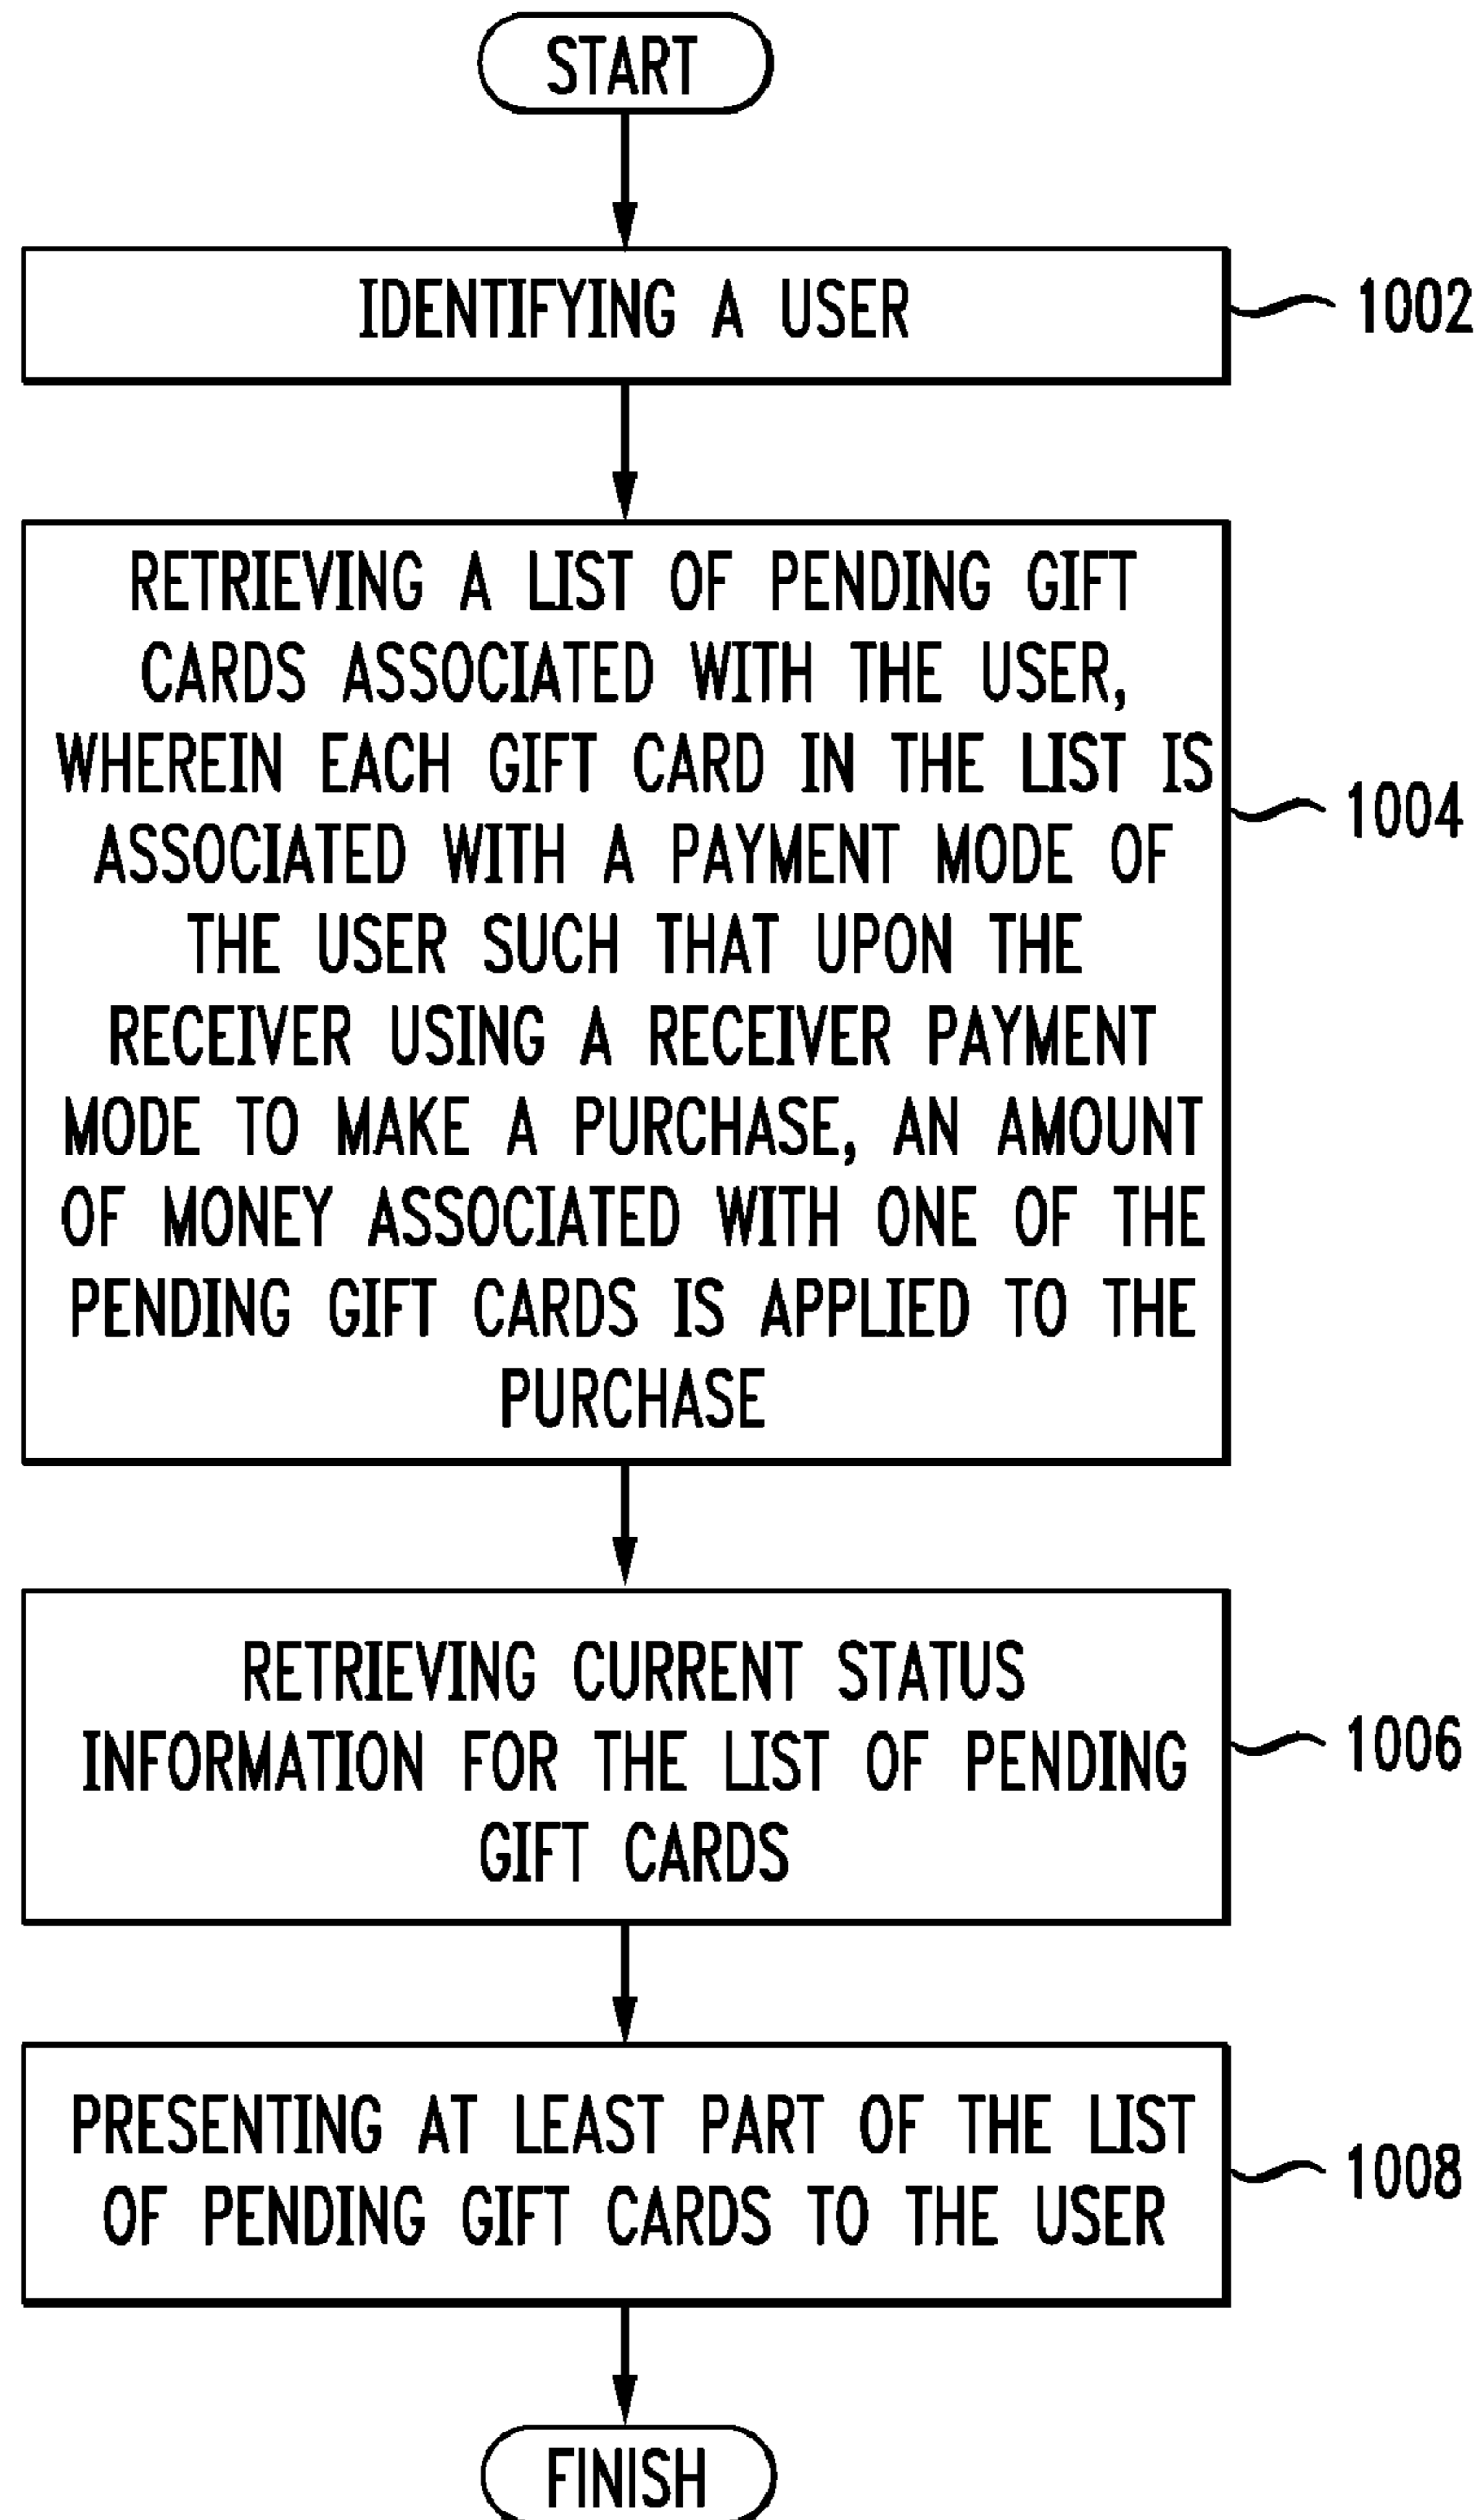 START
IDENTIFYING A USER
1002
RETRIEVING A LIST OF PENDING GIFT
CARDS ASSOCIATED WITH THE USER,
WHEREIN EACH GIFT CARD IN THE LIST IS
ASSOCIATED WITH A PAYMENT MODE OF
THE USER SUCH THAT UPON THE
RECEIVER USING A RECEIVER PAYMENT
MODE TO MAKE A PURCHASE, AN AMOUNT
OF MONEY ASSOCIATED WITH ONE OF THE
PENDING GIFT CARDS IS APPLIED TO THE
PURCHASE
1004
RETRIEVING CURRENT STATUS
INFORMATION FOR THE LIST OF PENDING
GIFT CARDS
1006
PRESENTING AT LEAST PART OF THE LIST
OF PENDING GIFT CARDS TO THE USER
1008
FINISH